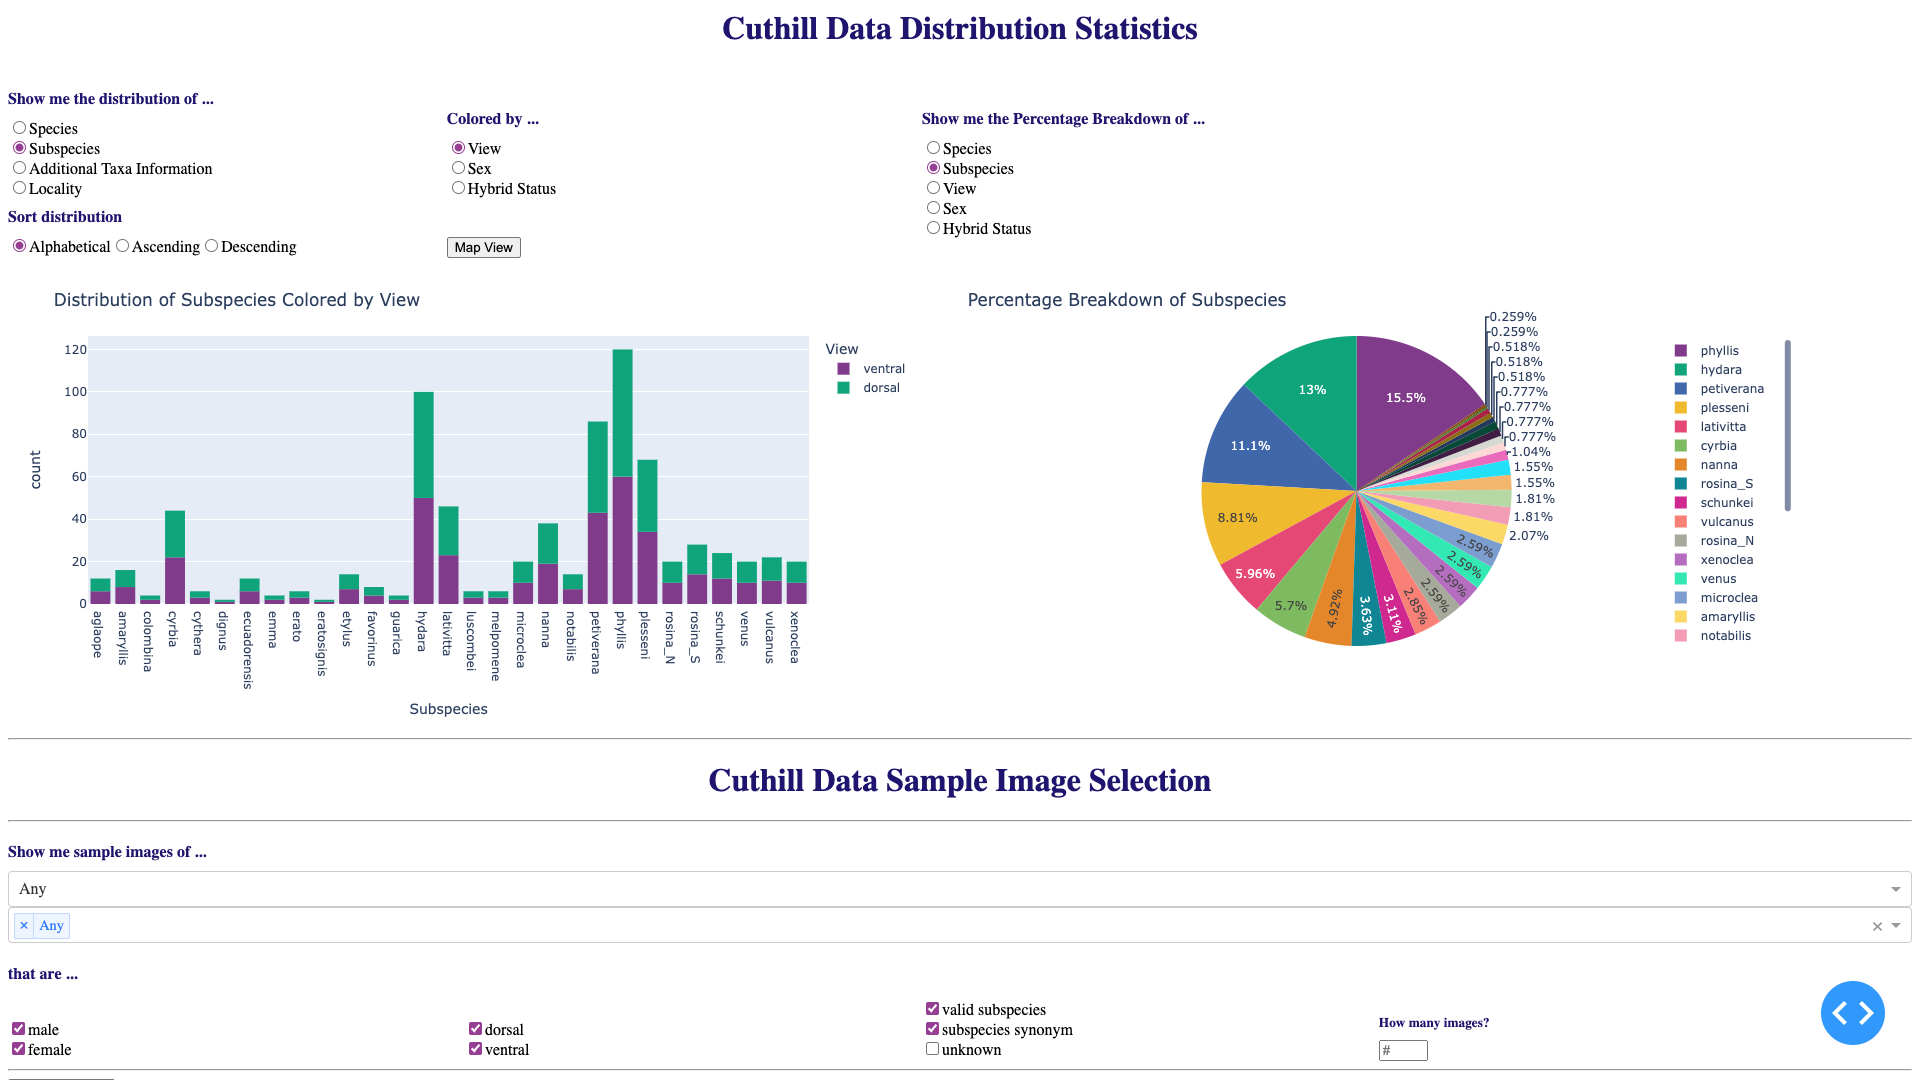 Cuthill Data Distribution Statistics
Show me the distribution of ...
Species
Subspecies
Additional Taxa Information
Locality
Sort distribution
Alphabetical Ascending Descending
Colored by ...
View
Sex
Hybrid Status
Map View
Show me the Percentage Breakdown of ...
Species
Subspecies
View
Sex
Hybrid Status
Distribution of Subspecies Colored by View
120
100
80
60
40
20
0
count
aglaope
amaryllis
colombina
cyrbia
cythera
dignus
ecuadorensis
emma
erato
eratosignis
etylus
favorinus
guarica
hydara
lativitta
luscombei
melpomene
microclea
nanna
notabilis
petiverana
phyllis
plesseni
rosina_N
rosina_S
schunkei
venus
vulcanus
xenoclea
Subspecies
View
ventral
dorsal
Percentage Breakdown of Subspecies
15.5%
13%
11.1%
8.81%
5.96%
5.7%
4.92%
3.63%
3.11%
2.85%
2.59%
2.59%
2.59%
2.59%
2.07%
1.81%
1.81%
1.55%
1.55%
1.04%
0.777%
0.777%
0.777%
0.777%
0.518%
0.518%
0.518%
0.259%
0.259%
phyllis
hydara
petiverana
plesseni
lativitta
cyrbia
nanna
rosina_S
schunkei
vulcanus
rosina_N
xenoclea
venus
microclea
amaryllis
notabilis
Cuthill Data Sample Image Selection
Show me sample images of ...
Any
× Any
that are ...
male
female
dorsal
ventral
valid subspecies
subspecies synonym
unknown
How many images?
#